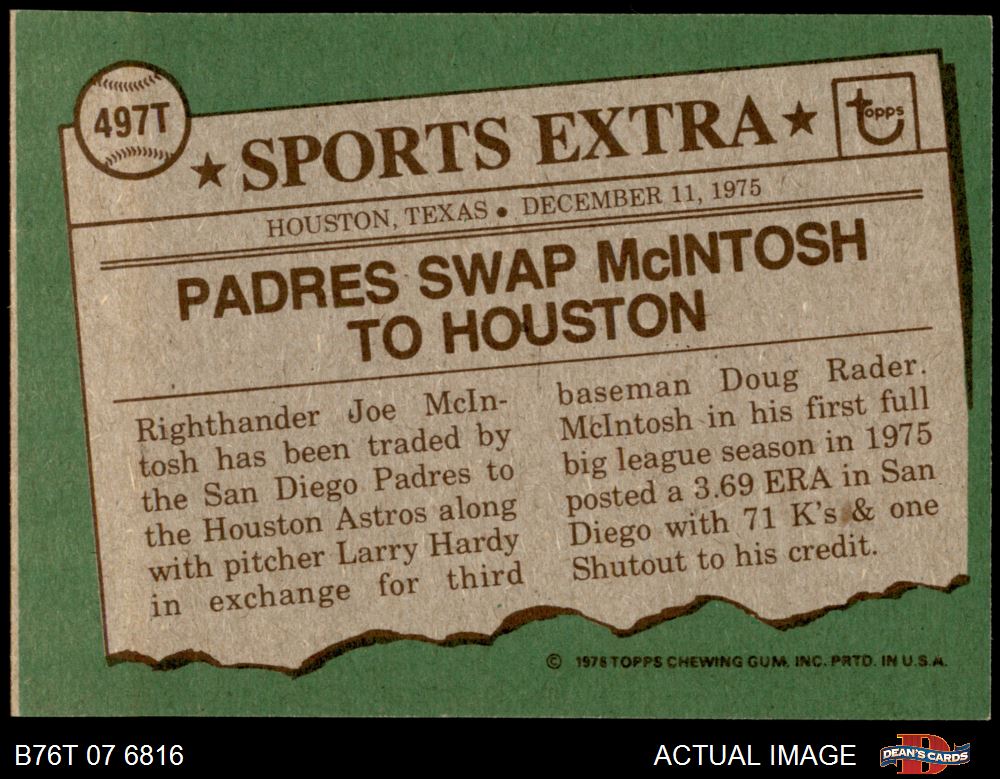 497T
★ SPORTS EXTRA ★
Topps
HOUSTON, TEXAS • DECEMBER 11, 1975
PADRES SWAP McINTOSH
TO HOUSTON
Righthander Joe McIn-
tosh has been traded by
the San Diego Padres to
the Houston Astros along
with pitcher Larry Hardy
in exchange for third
baseman Doug Rader.
McIntosh in his first full
big league season in 1975
posted a 3.69 ERA in San
Diego with 71 K's & one
Shutout to his credit.
© 1976 TOPPS CHEWING GUM, INC. PRTD. IN U.S.A.
B76T 07 6816
ACTUAL IMAGE
DEAN'S CARDS